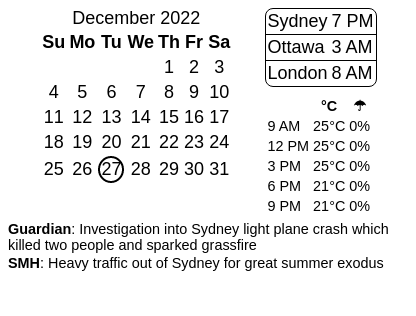 December 2022
Su Mo Tu We Th Fr Sa
1 2 3
4 5 6 7 8 9 10
11 12 13 14 15 16 17
18 19 20 21 22 23 24
25 26 27 28 29 30 31
Sydney 7 PM
Ottawa 3 AM
London 8 AM
°C ☂
9 AM 25°C 0%
12 PM 25°C 0%
3 PM 25°C 0%
6 PM 21°C 0%
9 PM 21°C 0%
Guardian: Investigation into Sydney light plane crash which
killed two people and sparked grassfire
SMH: Heavy traffic out of Sydney for great summer exodus